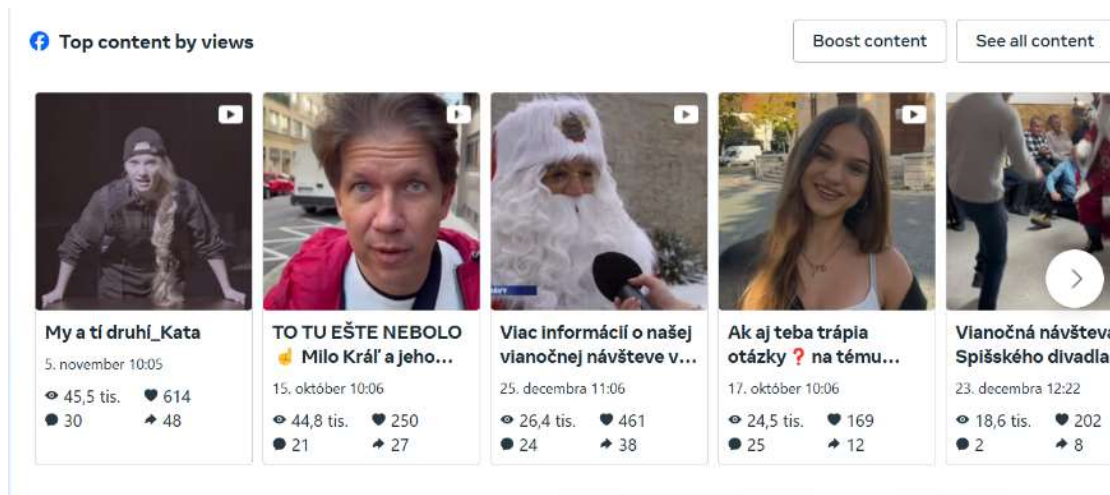 Top content by views
Boost content
See all content
My a tí druhí_Kata
5. november 10:05
45,5 tis. 614
30 48
TO TU EŠTE NEBOLO
☝ Milo Kráľ a jeho...
15. október 10:06
44,8 tis. 250
21 27
AVY
Viac informácií o našej
vianočnej návšteve v...
25. decembra 11:06
26,4 tis. 461
24 38
Ak aj teba trápia
otázky ❓ na tému...
17. október 10:06
24,5 tis. 169
25 12
Vianočná návšteva
Spišského divadla
23. decembra 12:22
18,6 tis. 202
2 8